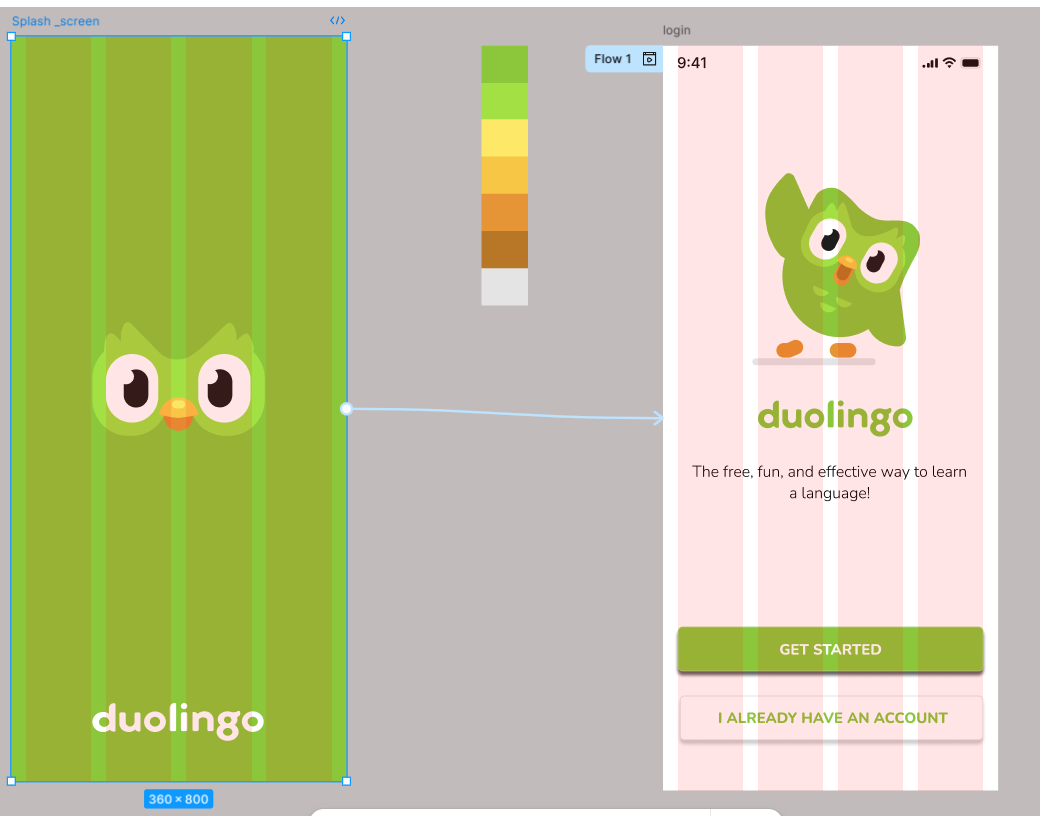 Splash _screen
</>
360 × 800
duolingo
login
Flow 1
9:41
duolingo
The free, fun, and effective way to learn
a language!
GET STARTED
I ALREADY HAVE AN ACCOUNT